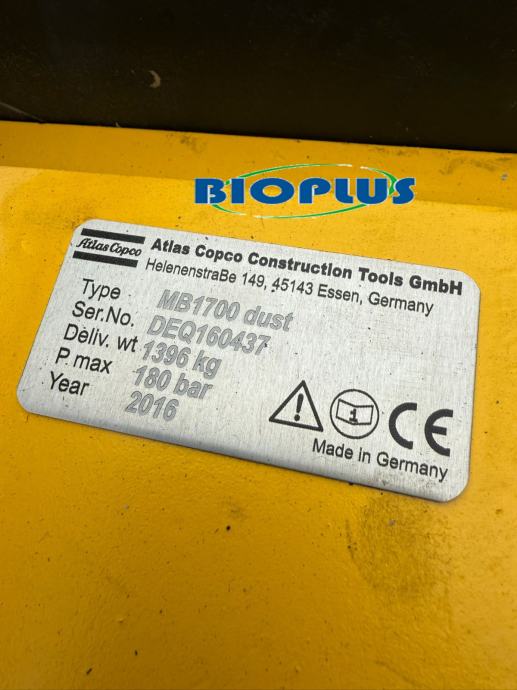 BIOPLUS
Atlas Copco
Atlas Copco Construction Tools GmbH
HelenenstraBe 149, 45143 Essen, Germany
Type MB1700 dust
Ser.No. DEQ160437
Deliv. wt 1396 kg
P max 180 bar
Year 2016
CE
Made in Germany